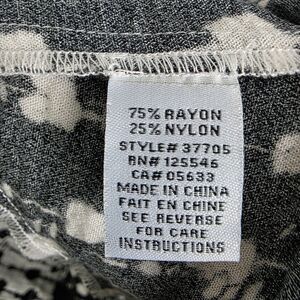 75% RAYON
25% NYLON
STYLE# 37705
RN# 125546
CA# 05633
MADE IN CHINA
FAIT EN CHINE
SEE REVERSE
FOR CARE
INSTRUCTIONS